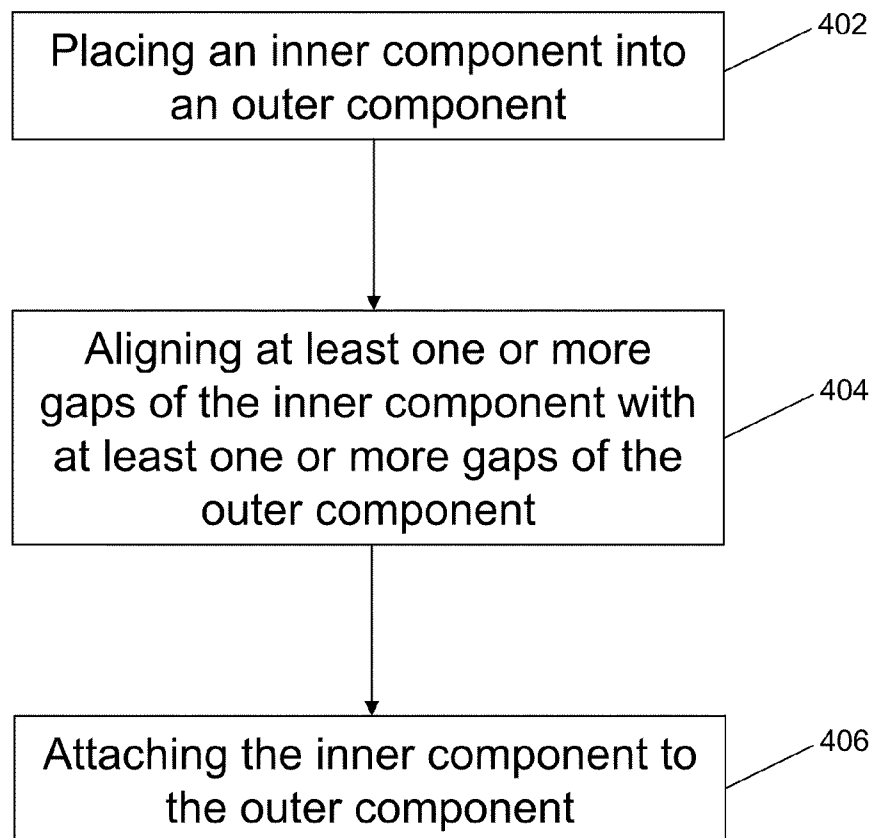 Placing an inner component into
an outer component
402
Aligning at least one or more
gaps of the inner component with
at least one or more gaps of the
outer component
404
Attaching the inner component to
the outer component
406